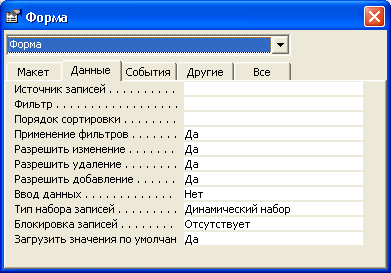 Форма
Форма
Макет Данные События Другие Все
Источник записей . . . . . . . . . .
Фильтр . . . . . . . . . . . . . . . . . .
Порядок сортировки . . . . . . . .
Применение фильтров . . . . . . . Да
Разрешить изменение . . . . . . . Да
Разрешить удаление . . . . . . . . Да
Разрешить добавление . . . . . . Да
Ввод данных . . . . . . . . . . . . . . Нет
Тип набора записей . . . . . . . . . Динамический набор
Блокировка записей . . . . . . . . Отсутствует
Загрузить значения по умолчан Да